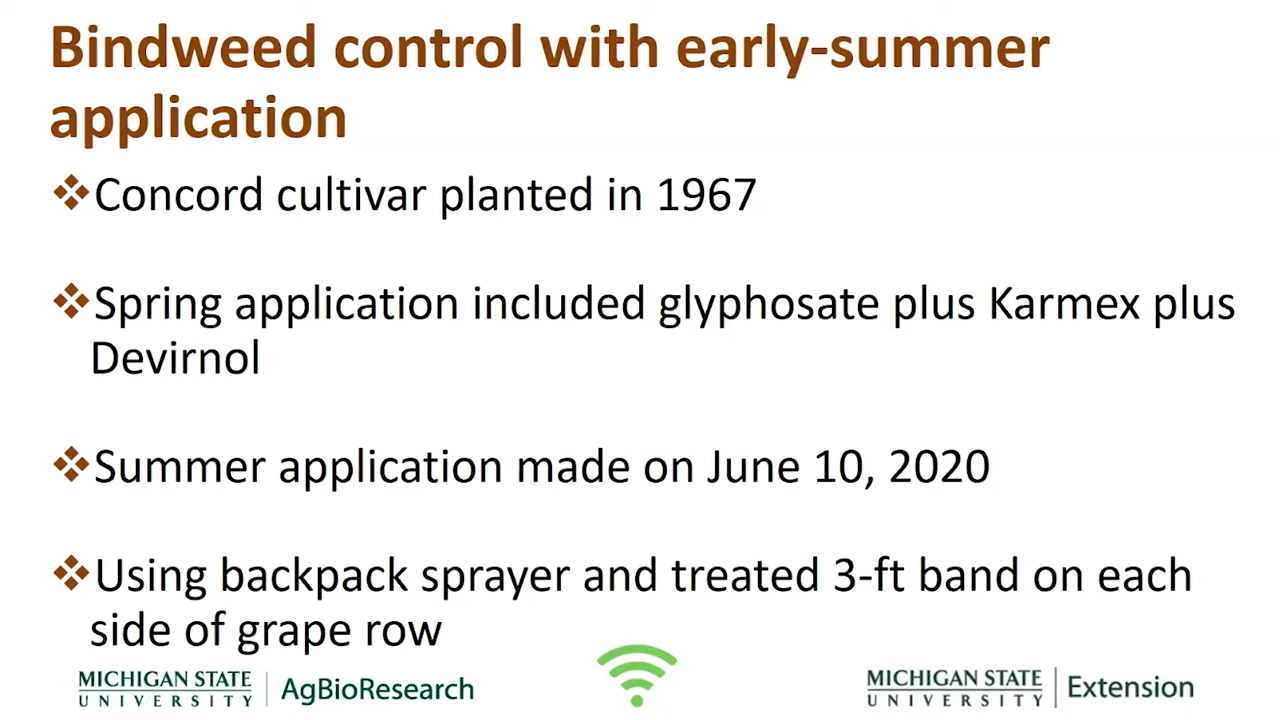 Bindweed control with early-summer
application
❖Concord cultivar planted in 1967
❖Spring application included glyphosate plus Karmex plus
Devirnol
❖Summer application made on June 10, 2020
❖Using backpack sprayer and treated 3-ft band on each
side of grape row
MICHIGAN STATE
UNIVERSITY
AgBioResearch
MICHIGAN STATE
UNIVERSITY
Extension